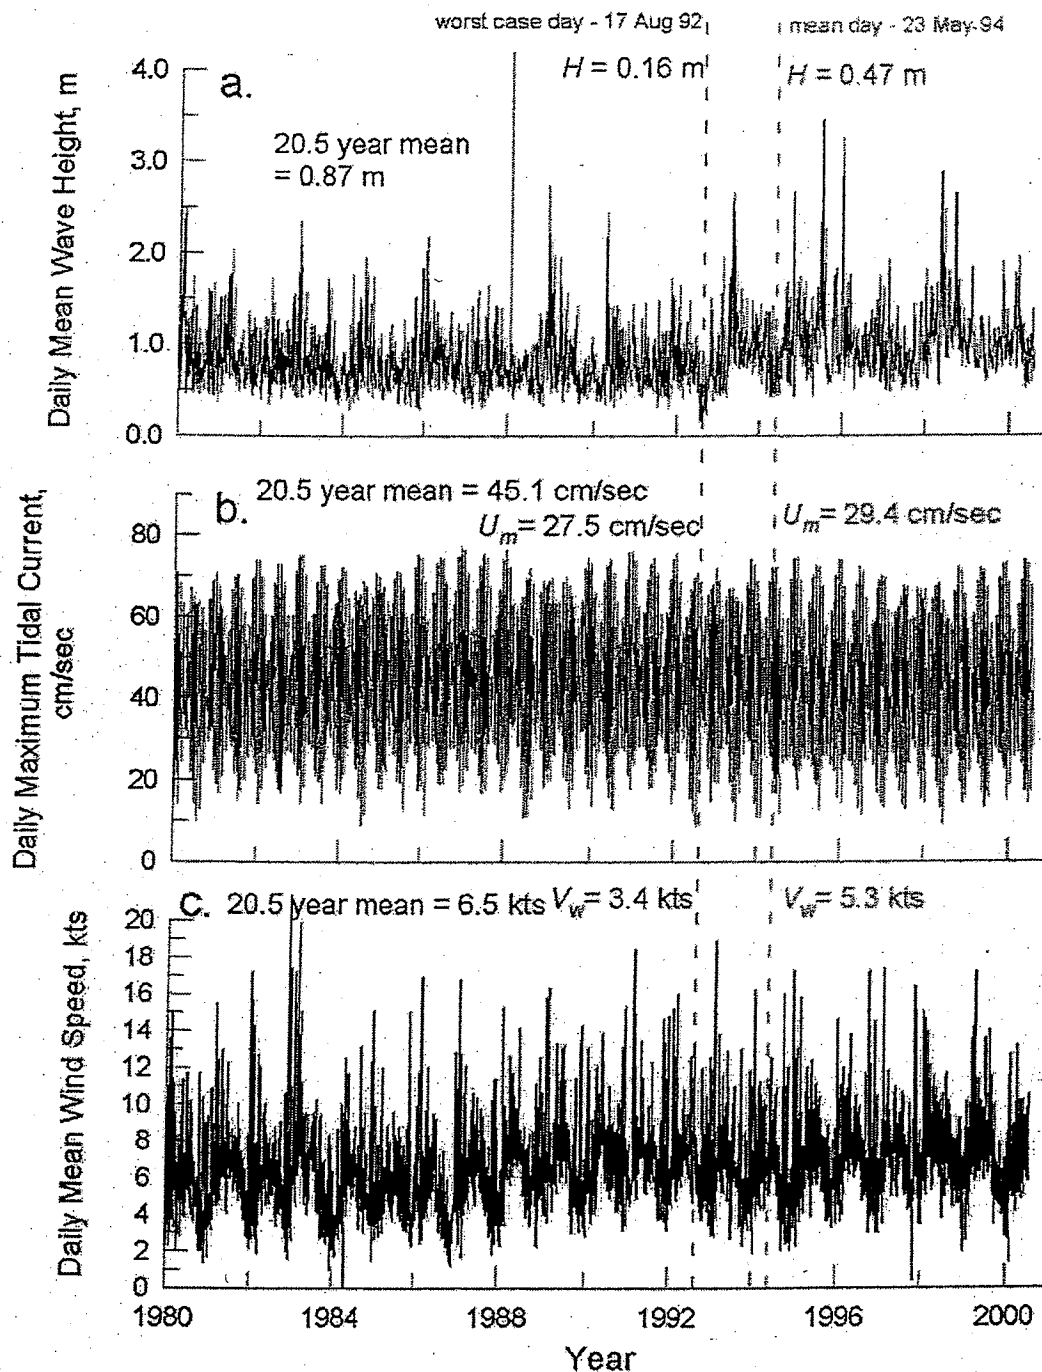 worst case day - 17 Aug 92
mean day - 23 May 94
H = 0.16 m
H = 0.47 m
a.
20.5 year mean
= 0.87 m
Daily Mean Wave Height, m
4.0
3.0
2.0
1.0
0.0
b.
20.5 year mean = 45.1 cm/sec
Um= 27.5 cm/sec
Um= 29.4 cm/sec
Daily Maximum Tidal Current,
cm/sec
80
60
40
20
0
c.
20.5 year mean = 6.5 kts
Vw= 3.4 kts
Vw= 5.3 kts
Daily Mean Wind Speed, kts
20
18
16
14
12
10
8
6
4
2
0
1980 1984 1988 1992 1996 2000
Year